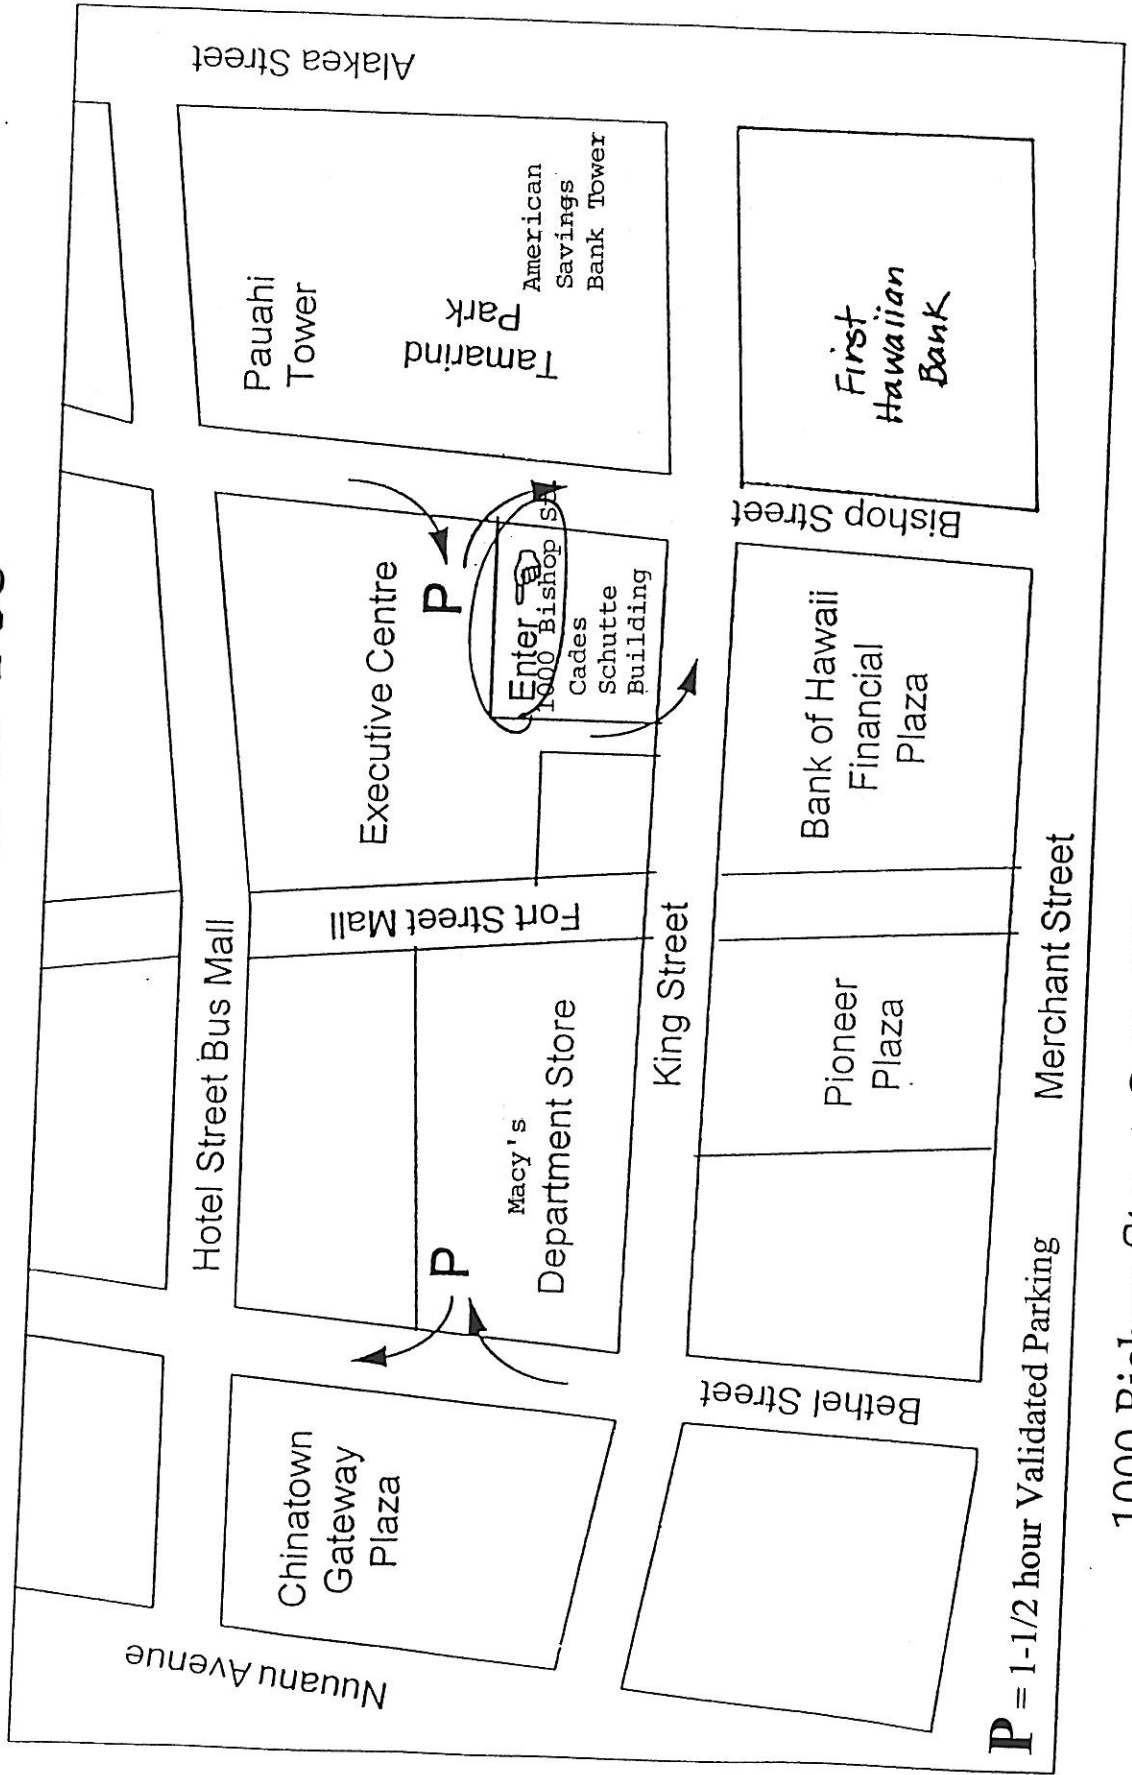 Nuuanu Avenue
Hotel Street Bus Mall
Alakea Street
Chinatown
Gateway
Plaza
P
Macy's
Department Store
Fort Street Mall
Executive Centre
P
Enter
1000 Bishop St.
Cades
Schutte
Building
Pauahi
Tower
Tamarind
Park
American
Savings
Bank Tower
King Street
Bethel Street
Pioneer
Plaza
Bank of Hawaii
Financial
Plaza
Bishop Street
First
Hawaiian
Bank
Merchant Street
P = 1-1/2 hour Validated Parking